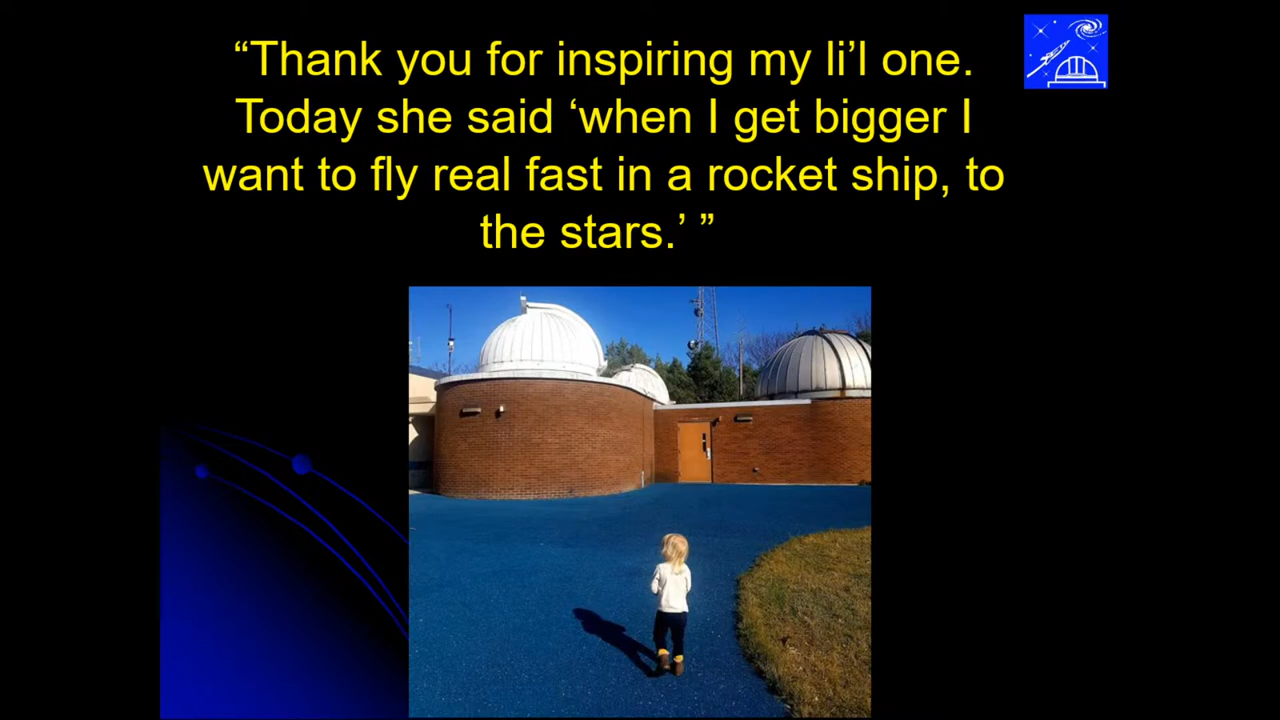 “Thank you for inspiring my li’l one.
Today she said ‘when I get bigger I
want to fly real fast in a rocket ship, to
the stars.’ ”